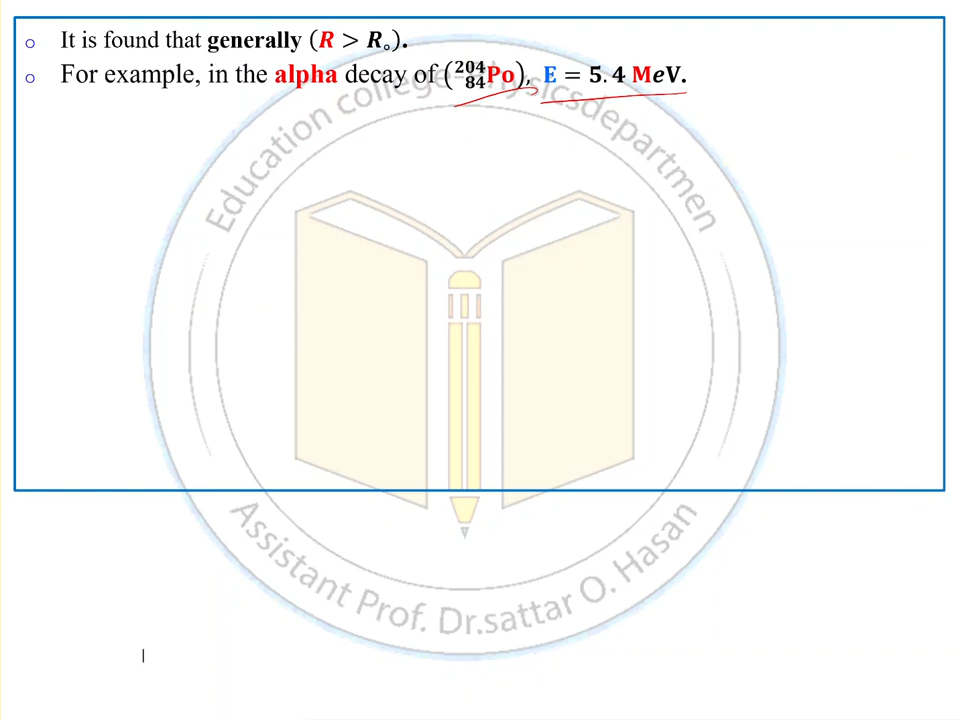 o It is found that generally (R > R∘).
o For example, in the alpha decay of (²⁰⁴₈₄Po), E = 5.4 MeV.
Education college-Physicsdepartmen
Assistant Prof. Dr.sattar O. Hasan